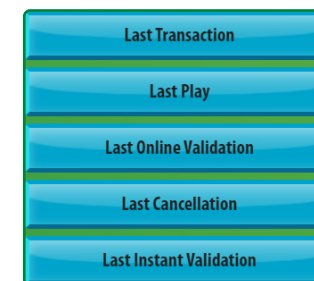 Last Transaction
Last Play
Last Online Validation
Last Cancellation
Last Instant Validation